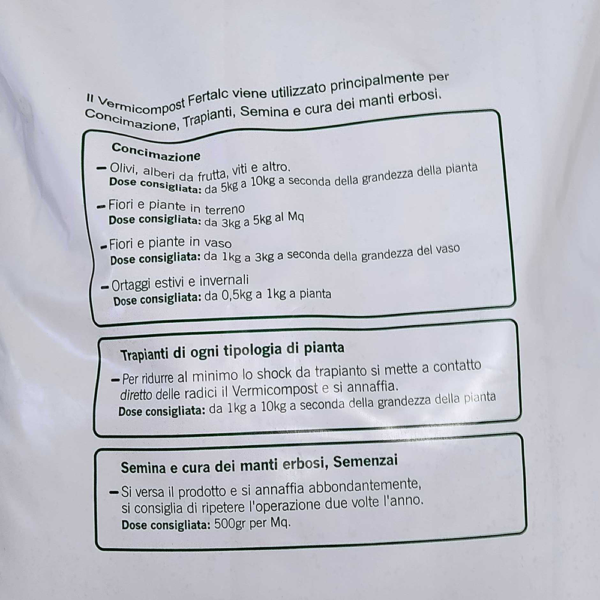 Il Vermicompost Fertalc viene utilizzato principalmente per
Concimazione, Trapianti, Semina e cura dei manti erbosi.
Concimazione
– Olivi, alberi da frutta, viti e altro.
Dose consigliata: da 5kg a 10kg a seconda della grandezza della pianta
– Fiori e piante in terreno
Dose consigliata: da 3kg a 5kg al Mq
– Fiori e piante in vaso
Dose consigliata: da 1kg a 3kg a seconda della grandezza del vaso
– Ortaggi estivi e invernali
Dose consigliata: da 0,5kg a 1kg a pianta
Trapianti di ogni tipologia di pianta
– Per ridurre al minimo lo shock da trapianto si mette a contatto
diretto delle radici il Vermicompost e si annaffia.
Dose consigliata: da 1kg a 10kg a seconda della grandezza della pianta
Semina e cura dei manti erbosi, Semenzai
– Si versa il prodotto e si annaffia abbondantemente,
si consiglia di ripetere l'operazione due volte l'anno.
Dose consigliata: 500gr per Mq.